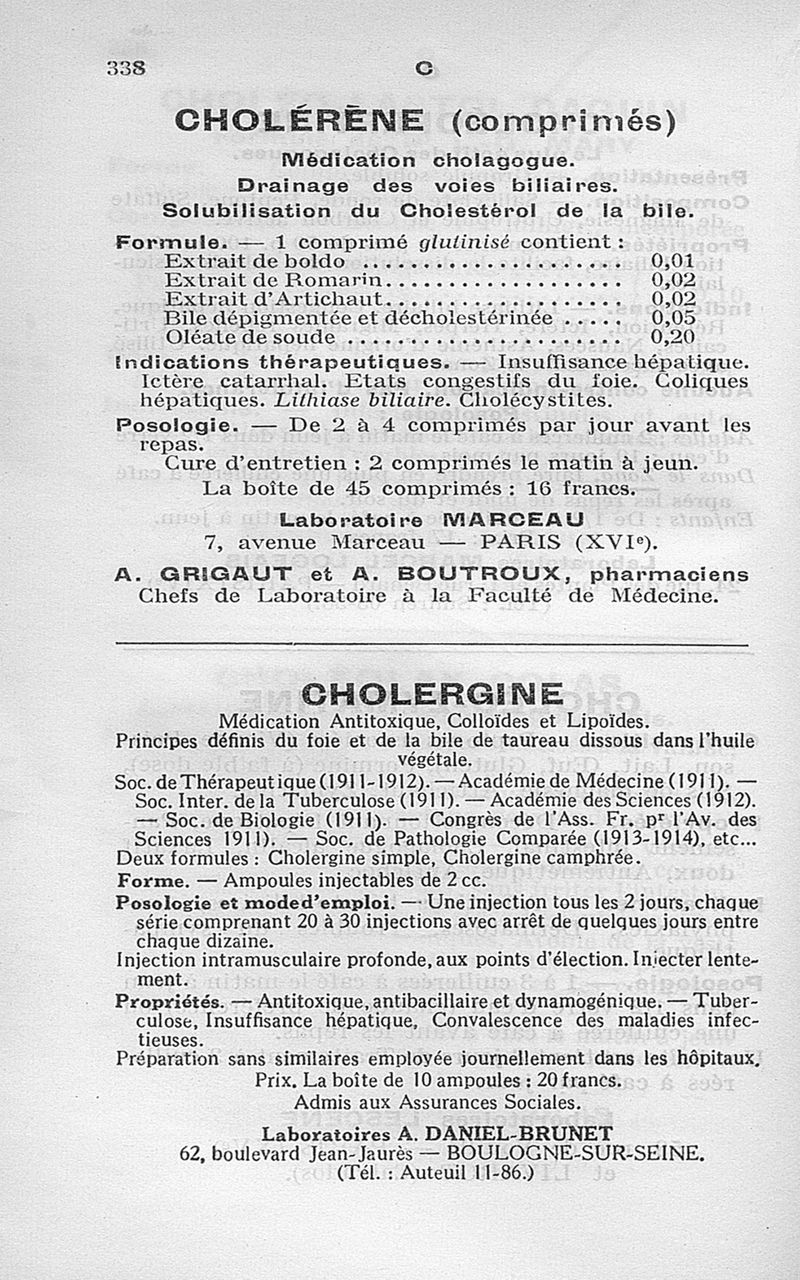 338
C
CHOLÉRÈNE (comprimés)
Médication cholagogue.
Drainage des voies biliaires.
Solubilisation du Cholestérol de la bile.
Formule. — 1 comprimé glutinisé contient :
Extrait de boldo .................... 0,01
Extrait de Romarin.................... 0,02
Extrait d'Artichaut.................... 0,02
Bile dépigmentée et décholestérinée ..... 0,05
Oléate de soude .................... 0,20
Indications thérapeutiques. — Insuffisance hépatique.
Ictère catarrhal. Etats congestifs du foie. Coliques
hépatiques. Lithiase biliaire. Cholécystites.
Posologie. — De 2 à 4 comprimés par jour avant les
repas.
Cure d'entretien : 2 comprimés le matin à jeun.
La boîte de 45 comprimés : 16 francs.
Laboratoire MARCEAU
7, avenue Marceau — PARIS (XVIe).
A. GRIGAUT et A. BOUTROUX, pharmaciens
Chefs de Laboratoire à la Faculté de Médecine.
CHOLERGINE
Médication Antitoxique, Colloïdes et Lipoïdes.
Principes définis du foie et de la bile de taureau dissous dans l'huile
végétale.
Soc. de Thérapeutique (1911-1912). — Académie de Médecine (1911). —
Soc. Inter. de la Tuberculose (1911). — Académie des Sciences (1912).
— Soc. de Biologie (1911). — Congrès de l'Ass. Fr. pr l'Av. des
Sciences 1911). — Soc. de Pathologie Comparée (1913-1914), etc...
Deux formules : Cholergine simple, Cholergine camphrée.
Forme. — Ampoules injectables de 2 cc.
Posologie et mode d'emploi. — Une injection tous les 2 jours, chaque
série comprenant 20 à 30 injections avec arrêt de quelques jours entre
chaque dizaine.
Injection intramusculaire profonde, aux points d'élection. Injecter lente-
ment.
Propriétés. — Antitoxique, antibacillaire et dynamogénique. — Tuber-
culose, Insuffisance hépatique, Convalescence des maladies infec-
tieuses.
Préparation sans similaires employée journellement dans les hôpitaux.
Prix. La boîte de 10 ampoules : 20 francs.
Admis aux Assurances Sociales.
Laboratoires A. DANIEL-BRUNET
62, boulevard Jean-Jaurès — BOULOGNE-SUR-SEINE.
(Tél. : Auteuil 11-86.)